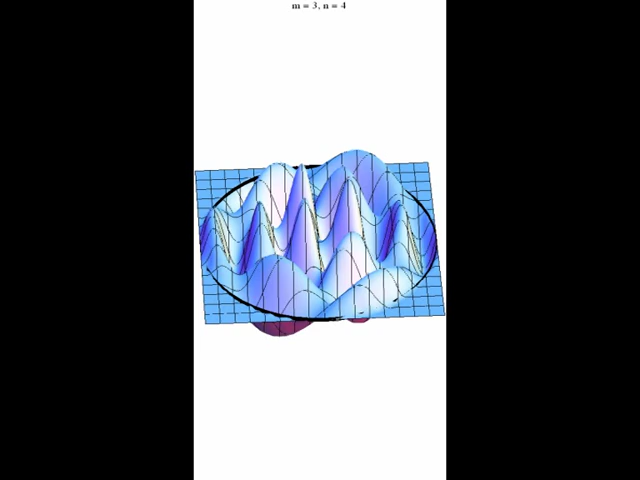 m = 3, n = 4